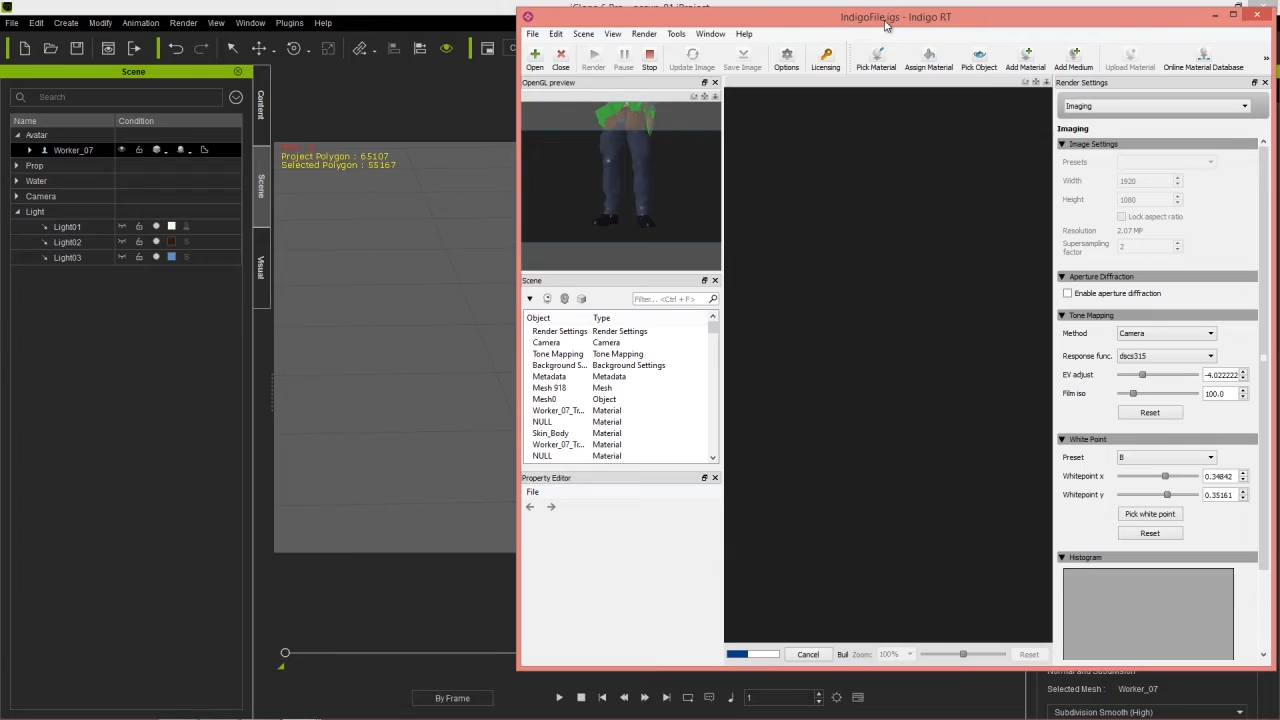 IndigoFile.igs - Indigo RT
File Edit Create Modify Animation Render Window Plugins Help
File Edit Scene View Render Tools Window Help
Open Close Render Pause Stop Update Image Save Image Options Licensing Pick Material Assign Material Pick Object Add Material Add Medium Upload Material Online Material Database
Scene
Search
Name Condition
Avatar
Worker_07
Prop
Water
Camera
Light
Light01
Light02
Light03
Content
Scene
Visual
Project Polygon : 65107
Selected Polygon : 55167
OpenGL preview
Scene
Filter... <Ctrl + F>
Object Type
Render Settings Render Settings
Camera Camera
Tone Mapping Tone Mapping
Background S... Background Settings
Metadata Metadata
Mesh 918 Mesh
Mesh0 Object
Worker_07_Tr... Material
NULL Material
Skin_Body Material
Worker_07_Tr... Material
NULL Material
Property Editor
File
Cancel Buil Zoom: 100% Reset
Render Settings
Imaging
Imaging
Image Settings
Presets
Width 1920
Height 1080
Lock aspect ratio
Resolution 2.07 MP
Supersampling factor 2
Aperture Diffraction
Enable aperture diffraction
Tone Mapping
Method Camera
Response func. dscs315
EV adjust -4.022222
Film iso 100.0
Reset
White Point
Preset B
Whitepoint x 0.34842
Whitepoint y 0.35161
Pick white point
Reset
Histogram
By Frame
1
Selected Mesh : Worker_07
Subdivision Smooth (High)